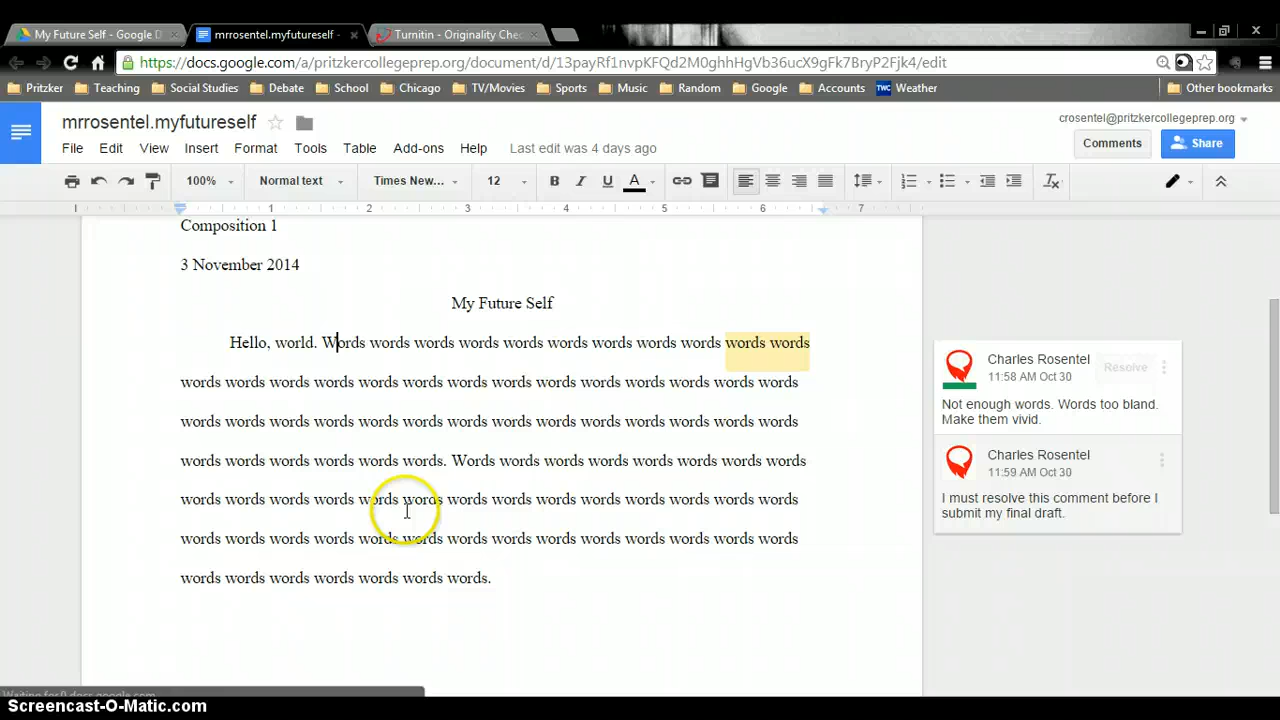 My Future Self - Google D
mrrosentel.myfutureself -
Turnitin - Originality Chec
https://docs.google.com/a/pritzkercollegeprep.org/document/d/13payRf1nvpKFQd2M0ghhHgVb36ucX9gFk7BryP2Fjk4/edit
Pritzker Teaching Social Studies Debate School Chicago TV/Movies Sports Music Random Google Accounts TWC Weather Other bookmarks
mrrosentel.myfutureself
crosentel@pritzkercollegeprep.org
File Edit View Insert Format Tools Table Add-ons Help Last edit was 4 days ago
Comments Share
100% Normal text Times New... 12 B I U A
1 1 2 3 4 5 6 7
Composition 1
3 November 2014
My Future Self
Hello, world. Words words words words words words words words words words words
words words words words words words words words words words words words words words
words words words words words words words words words words words words words words
words words words words words words. Words words words words words words words words
words words words words words words words words words words words words words words
words words words words words words words words words words words words words words
words words words words words words words.
Charles Rosentel
11:58 AM Oct 30
Resolve
Not enough words. Words too bland.
Make them vivid.
Charles Rosentel
11:59 AM Oct 30
I must resolve this comment before I
submit my final draft.
Screencast-O-Matic.com